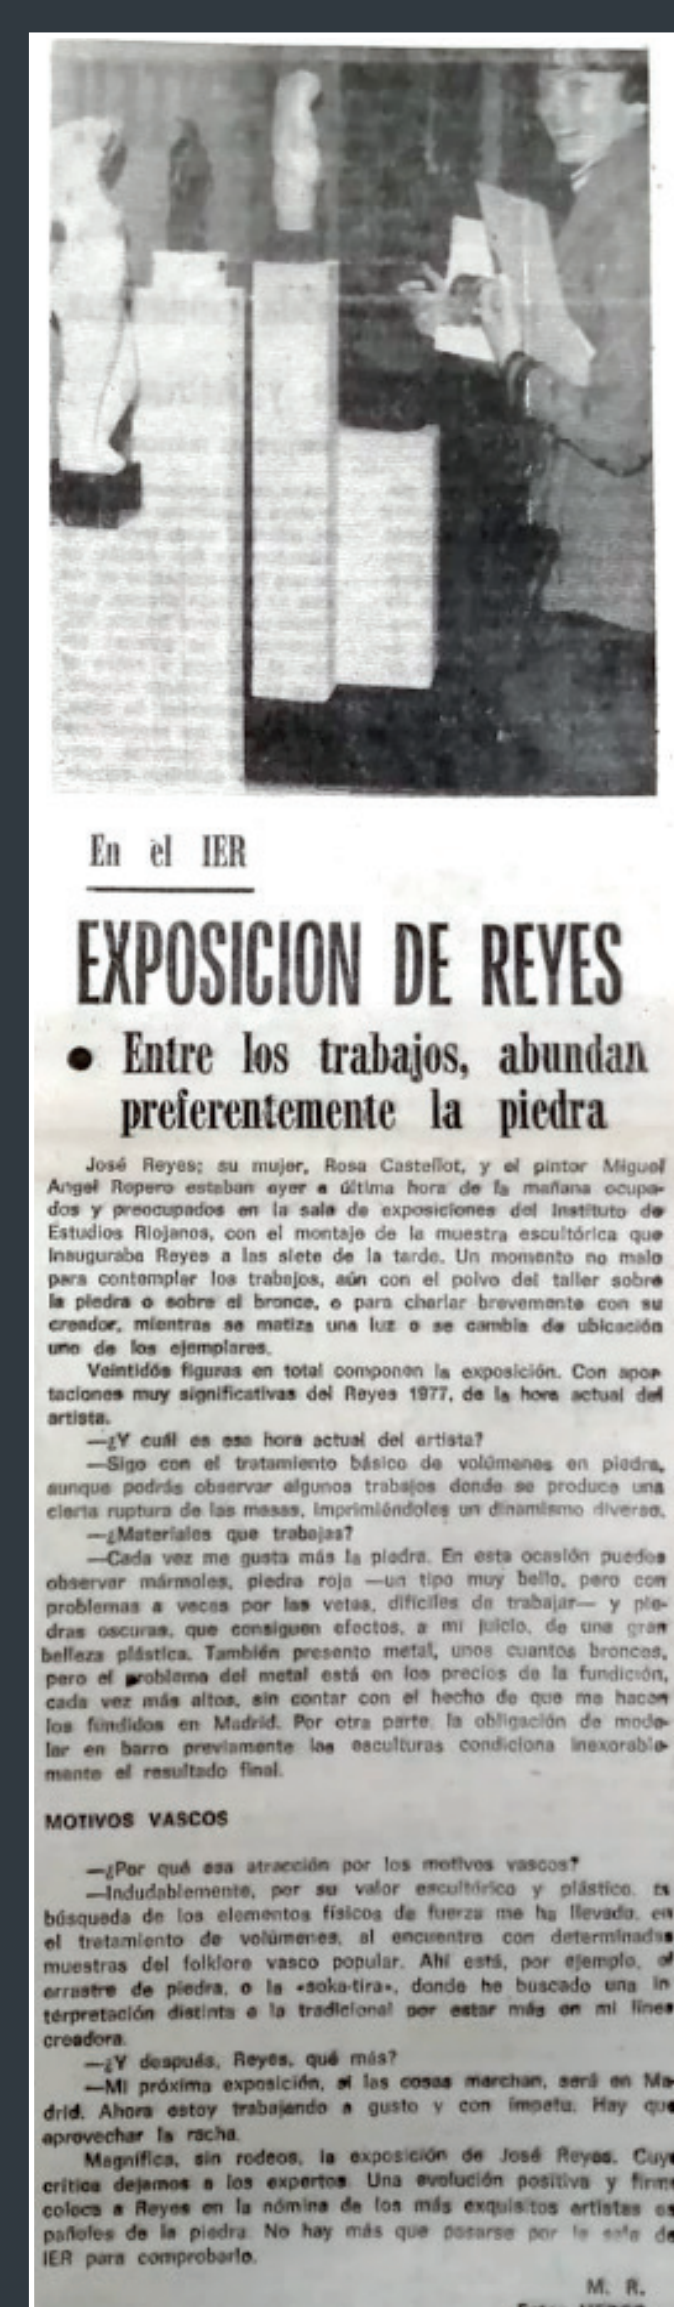 En el IER
EXPOSICION DE REYES
● Entre los trabajos, abundan
preferentemente la piedra
José Reyes; su mujer, Rosa Castellot, y el pintor Miguel
Angel Ropero estaban ayer a última hora de la mañana ocupa-
dos y preocupados en la sala de exposiciones del Instituto de
Estudios Riojanos, con el montaje de la muestra escultórica que
inauguraba Reyes a las siete de la tarde. Un momento no malo
para contemplar los trabajos, aún con el polvo del taller sobre
la piedra o sobre el bronce, o para charlar brevemente con su
creador, mientras se matiza una luz o se cambia de ubicación
uno de los ejemplares.
Veintidós figuras en total componen la exposición. Con apor-
taciones muy significativas del Reyes 1977, de la hora actual del
artista.
—¿Y cuál es esa hora actual del artista?
—Sigo con el tratamiento básico de volúmenes en piedra,
aunque podrás observar algunos trabajos donde se produce una
cierta ruptura de las masas, imprimiéndoles un dinamismo diverso.
—¿Materiales que trabajas?
—Cada vez me gusta más la piedra. En esta ocasión puedes
observar mármoles, piedra roja —un tipo muy bello, pero con
problemas a veces por las vetas, difíciles de trabajar— y pie-
dras oscuras, que consiguen efectos, a mi juicio, de una gran
belleza plástica. También presento metal, unos cuantos bronces,
pero el problema del metal está en los precios de la fundición,
cada vez más altos, sin contar con el hecho de que me hacen
los fundidos en Madrid. Por otra parte, la obligación de mode-
lar en barro previamente las esculturas condiciona inexorable-
mente el resultado final.
MOTIVOS VASCOS
—¿Por qué esa atracción por los motivos vascos?
—Indudablemente, por su valor escultórico y plástico.
búsqueda de los elementos físicos de fuerza me ha llevado, en
el tratamiento de volúmenes, al encuentro con determinadas
muestras del folklore vasco popular. Ahí está, por ejemplo, el
arrastre de piedra, o la «soka-tira», donde he buscado una in
terpretación distinta a la tradicional por estar más en mi línea
creadora.
—¿Y después, Reyes, qué más?
—Mi próxima exposición, si las cosas marchan, será en Ma-
drid. Ahora estoy trabajando a gusto y con ímpetu. Hay que
aprovechar la racha.
Magnífica, sin rodeos, la exposición de José Reyes. Cuya
crítica dejamos a los expertos. Una evolución positiva y firme
coloca a Reyes en la nómina de los más exquisitos artistas es
pañoles de la piedra. No hay más que pasarse por la sala de
IER para comprobarlo.
M. R.